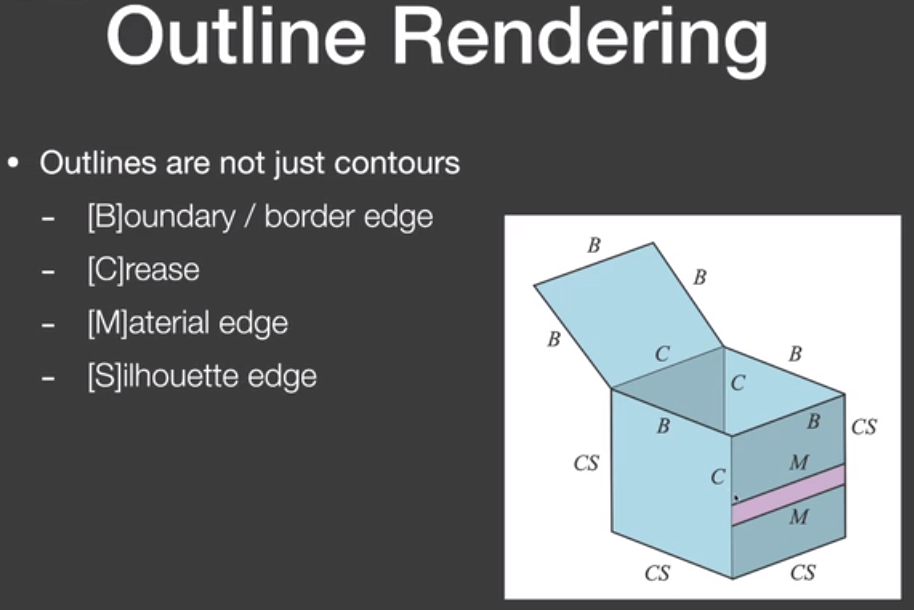 Outline Rendering
• Outlines are not just contours
- [B]oundary / border edge
- [C]rease
- [M]aterial edge
- [S]ilhouette edge
B
B
B
C
B
C
B
B
CS
CS
C
M
M
CS
CS